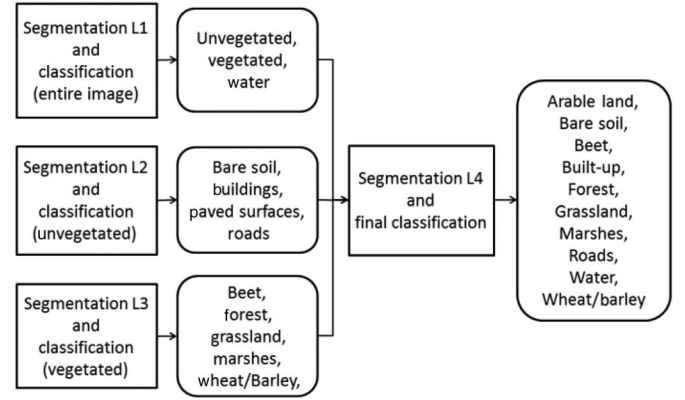 Segmentation L1
and
classification
(entire image)
Unvegetated,
vegetated,
water
Segmentation L2
and
classification
(unvegetated)
Bare soil,
buildings,
paved surfaces,
roads
Segmentation L3
and
classification
(vegetated)
Beet,
forest,
grassland,
marshes,
wheat/Barley,
Segmentation L4
and
final classification
Arable land,
Bare soil,
Beet,
Built-up,
Forest,
Grassland,
Marshes,
Roads,
Water,
Wheat/barley